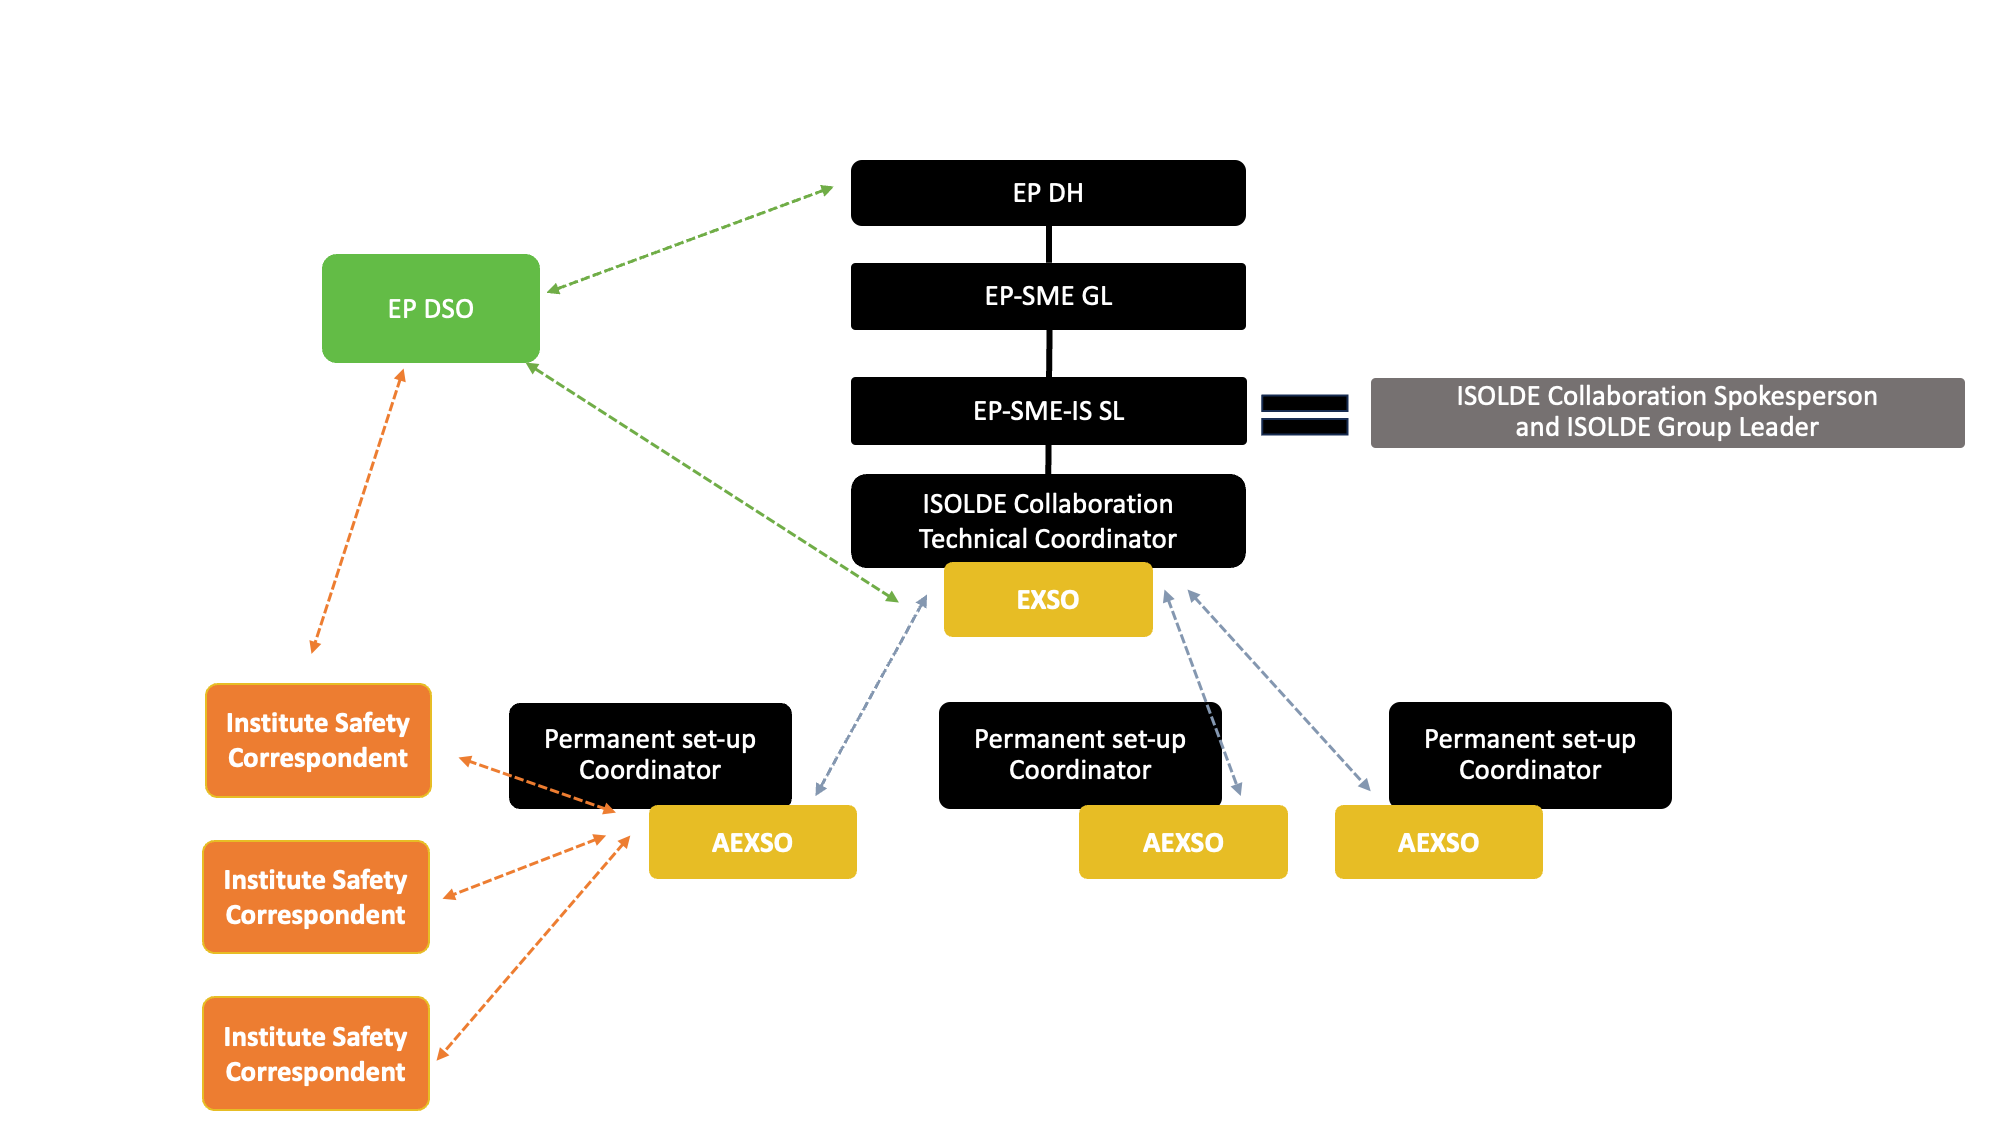 EP DH
EP DSO
EP-SME GL
EP-SME-IS SL
ISOLDE Collaboration Spokesperson
and ISOLDE Group Leader
ISOLDE Collaboration
Technical Coordinator
EXSO
Institute Safety
Correspondent
Permanent set-up
Coordinator
AEXSO
Permanent set-up
Coordinator
AEXSO
Permanent set-up
Coordinator
AEXSO
Institute Safety
Correspondent
Institute Safety
Correspondent